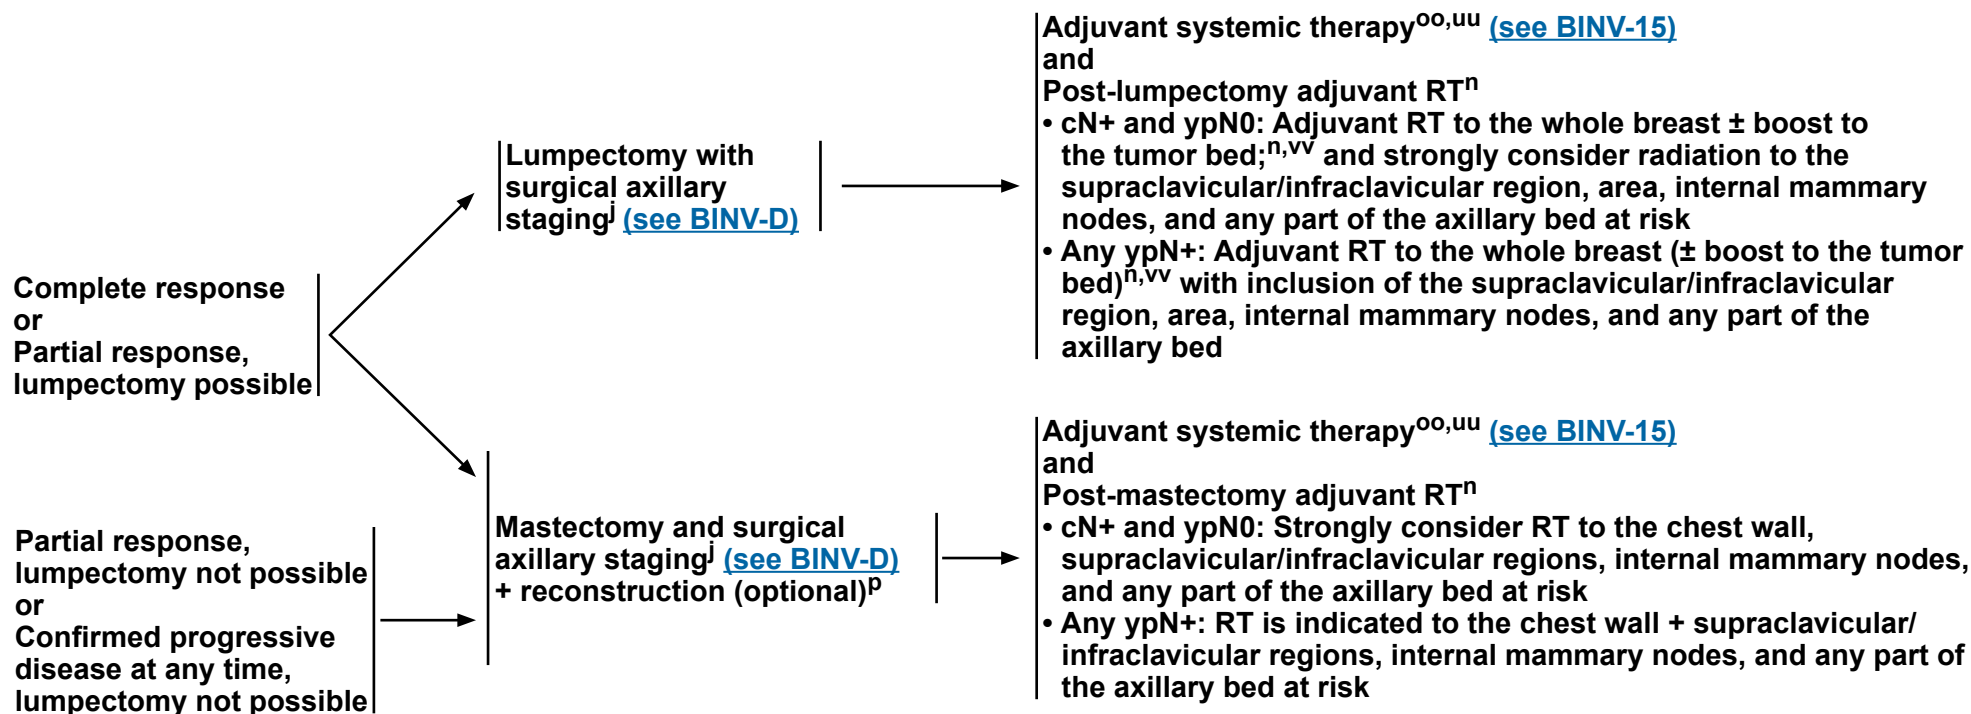 Complete response
or
Partial response,
lumpectomy possible
Partial response,
lumpectomy not possible
or
Confirmed progressive
disease at any time,
lumpectomy not possible
Lumpectomy with
surgical axillary
stagingj (see BINV-D)
Mastectomy and surgical
axillary stagingj (see BINV-D)
+ reconstruction (optional)p
Adjuvant systemic therapyoo,uu (see BINV-15)
and
Post-lumpectomy adjuvant RTn
• cN+ and ypN0: Adjuvant RT to the whole breast ± boost to
the tumor bed;n,vv and strongly consider radiation to the
supraclavicular/infraclavicular region, area, internal mammary
nodes, and any part of the axillary bed at risk
• Any ypN+: Adjuvant RT to the whole breast (± boost to the tumor
bed)n,vv with inclusion of the supraclavicular/infraclavicular
region, area, internal mammary nodes, and any part of the
axillary bed
Adjuvant systemic therapyoo,uu (see BINV-15)
and
Post-mastectomy adjuvant RTn
• cN+ and ypN0: Strongly consider RT to the chest wall,
supraclavicular/infraclavicular regions, internal mammary nodes,
and any part of the axillary bed at risk
• Any ypN+: RT is indicated to the chest wall + supraclavicular/
infraclavicular regions, internal mammary nodes, and any part of
the axillary bed at risk